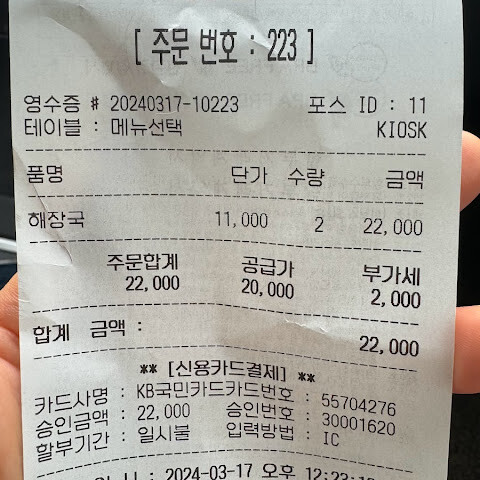 [ 주문 번호 : 223 ]
영수증 # 20240317-10223 포스 ID : 11
테이블 : 메뉴선택 KIOSK
품명 단가 수량 금액
해장국 11,000 2 22,000
주문합계 공급가 부가세
22,000 20,000 2,000
합계 금액 : 22,000
** [신용카드결제] **
카드사명 : KB국민카드카드번호 : 55704276
승인금액 : 22,000 승인번호 : 30001620
할부기간 : 일시불 입력방법 : IC
: 2024-03-17 오후